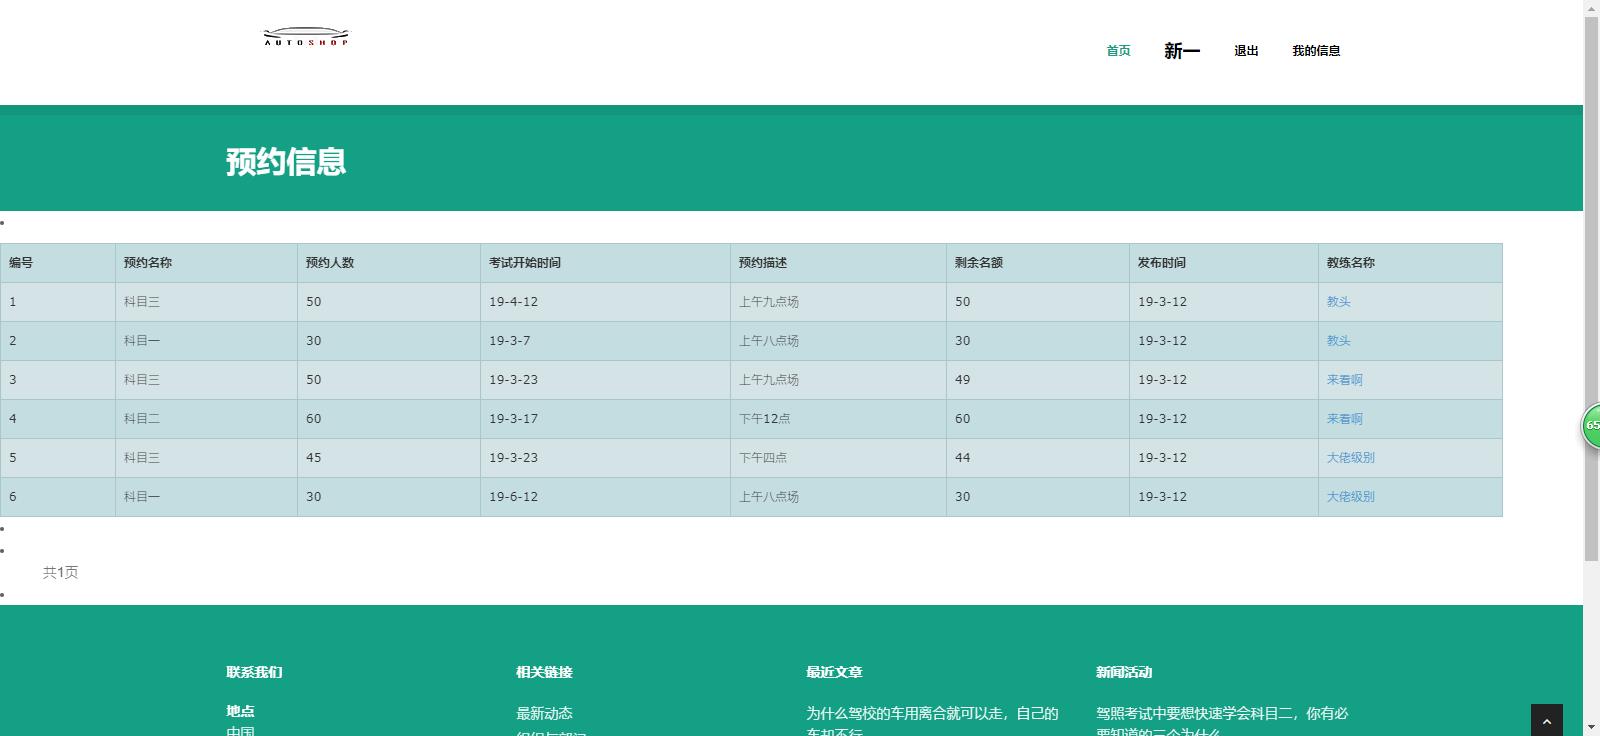 AUTOSHOP
首页 新一 退出 我的信息
预约信息
编号 预约名称 预约人数 考试开始时间 预约描述 剩余名额 发布时间 教练名称
1 科目三 50 19-4-12 上午九点场 50 19-3-12 教头
2 科目一 30 19-3-7 上午八点场 30 19-3-12 教头
3 科目三 50 19-3-23 上午九点场 49 19-3-12 来看啊
4 科目二 60 19-3-17 下午12点 60 19-3-12 来看啊
5 科目三 45 19-3-23 下午四点 44 19-3-12 大佬级别
6 科目一 30 19-6-12 上午八点场 30 19-3-12 大佬级别
65
共1页
联系我们 相关链接 最近文章 新闻活动
地点 最新动态 为什么驾校的车用离合就可以走，自己的 驾照考试中要想快速学会科目二，你有必
中国 车却不行 要知道的三个为什么